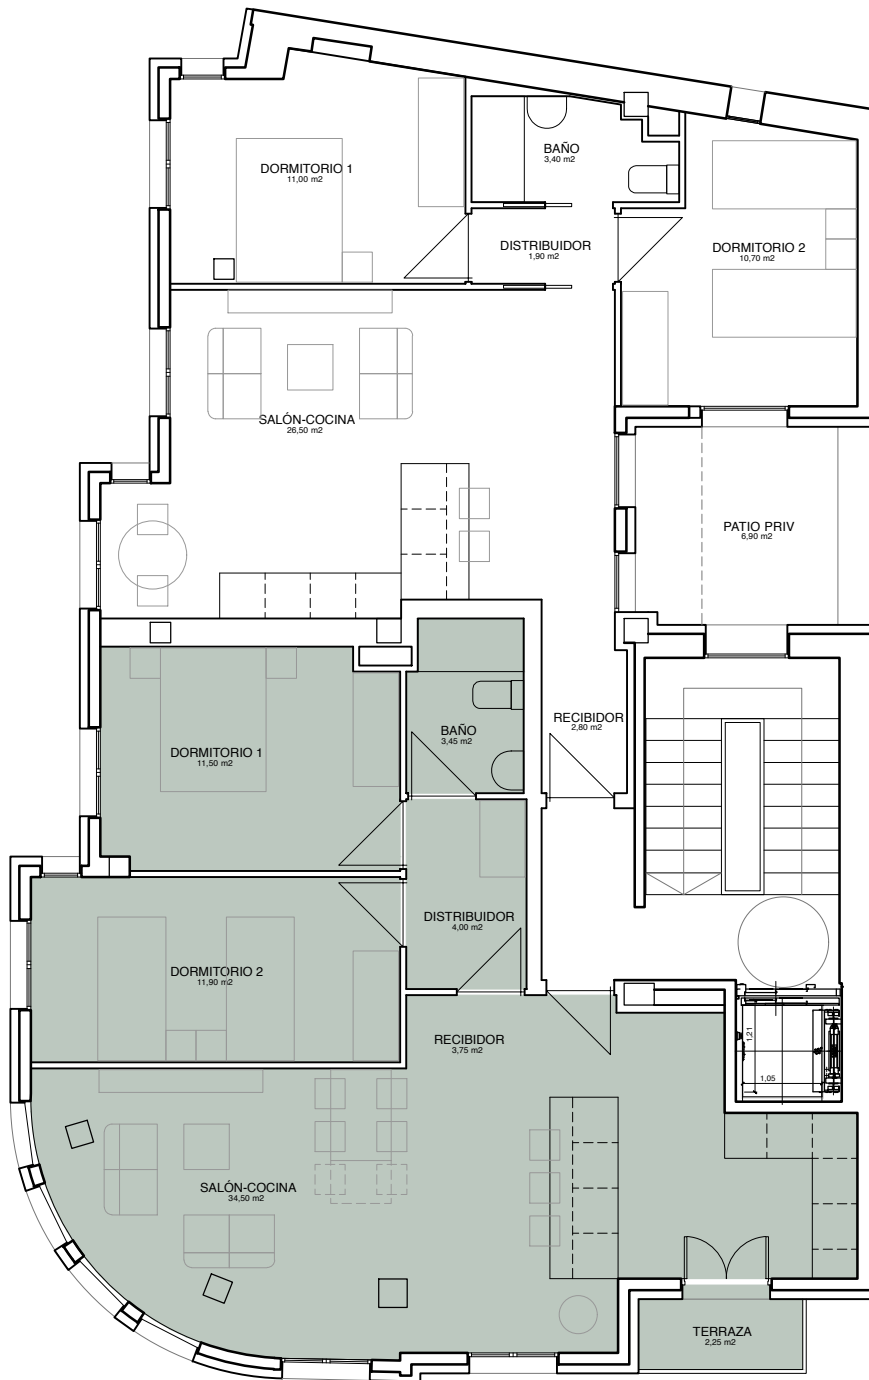 DORMITORIO 1
11,00 m2
BAÑO
3,40 m2
DISTRIBUIDOR
1,90 m2
DORMITORIO 2
10,70 m2
SALÓN-COCINA
26,50 m2
PATIO PRIV
6,90 m2
RECIBIDOR
2,80 m2
BAÑO
3,45 m2
DORMITORIO 1
11,50 m2
DISTRIBUIDOR
4,00 m2
DORMITORIO 2
11,90 m2
RECIBIDOR
3,75 m2
1,21
1,05
SALÓN-COCINA
34,50 m2
TERRAZA
2,25 m2